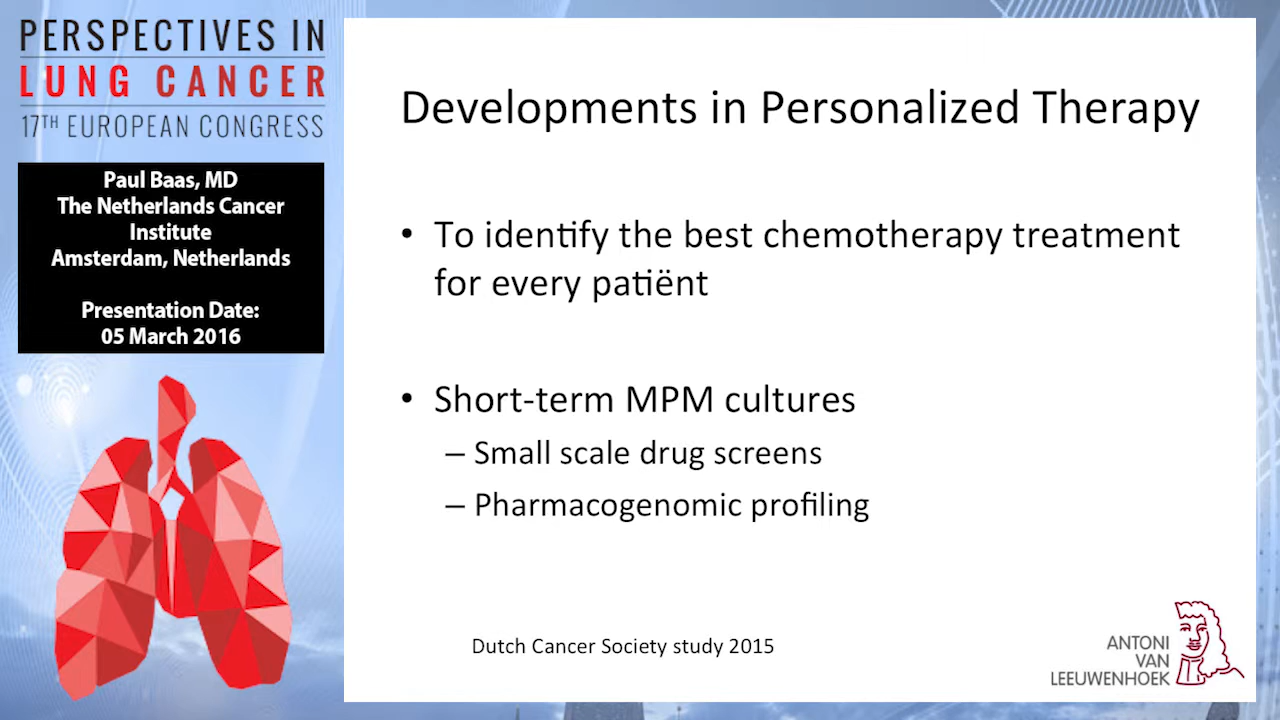 PERSPECTIVES IN
LUNG CANCER
17TH EUROPEAN CONGRESS
Paul Baas, MD
The Netherlands Cancer
Institute
Amsterdam, Netherlands
Presentation Date:
05 March 2016
Developments in Personalized Therapy
• To identify the best chemotherapy treatment
for every patiënt
• Short-term MPM cultures
– Small scale drug screens
– Pharmacogenomic profiling
Dutch Cancer Society study 2015
ANTONI
VAN
LEEUWENHOEK